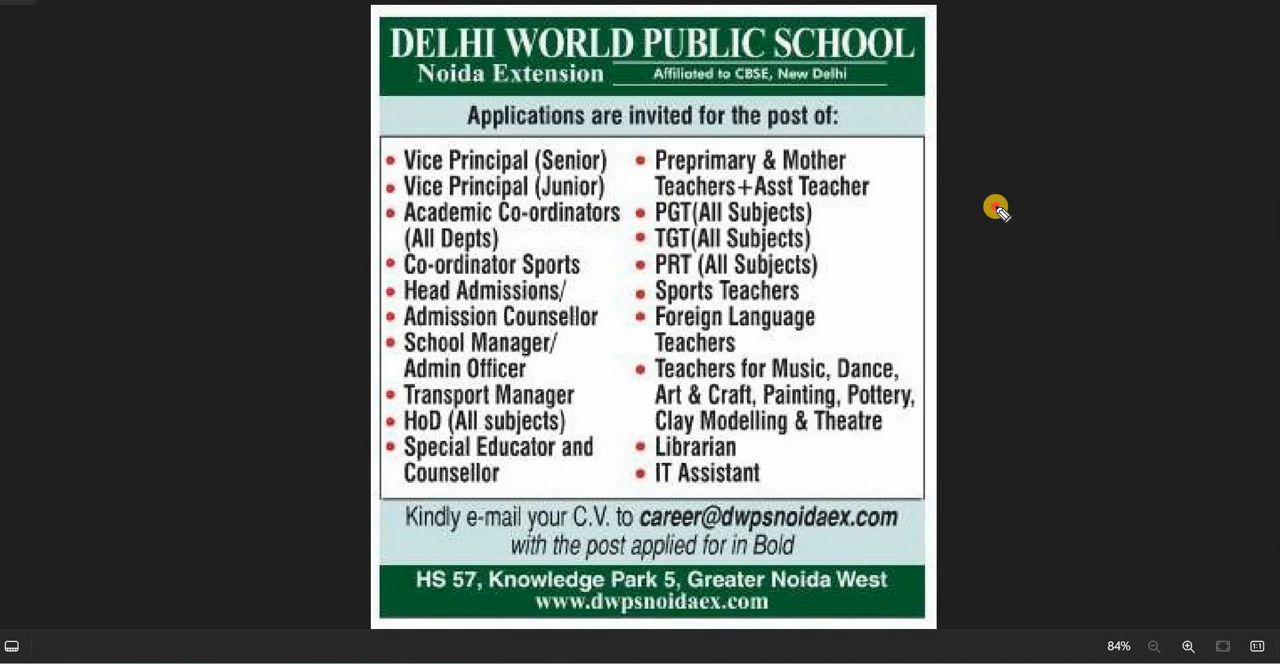 DELHI WORLD PUBLIC SCHOOL
Noida Extension
Affiliated to CBSE, New Delhi
Applications are invited for the post of:
Vice Principal (Senior)
Vice Principal (Junior)
Academic Co-ordinators
(All Depts)
Co-ordinator Sports
Head Admissions/
Admission Counsellor
School Manager/
Admin Officer
Transport Manager
HoD (All subjects)
Special Educator and
Counsellor
Preprimary & Mother
Teachers+Asst Teacher
PGT(All Subjects)
TGT(All Subjects)
PRT (All Subjects)
Sports Teachers
Foreign Language
Teachers
Teachers for Music, Dance,
Art & Craft, Painting, Pottery,
Clay Modelling & Theatre
Librarian
IT Assistant
Kindly e-mail your C.V. to career@dwpsnoidaex.com
with the post applied for in Bold
HS 57, Knowledge Park 5, Greater Noida West
www.dwpsnoidaex.com
84%
1:1